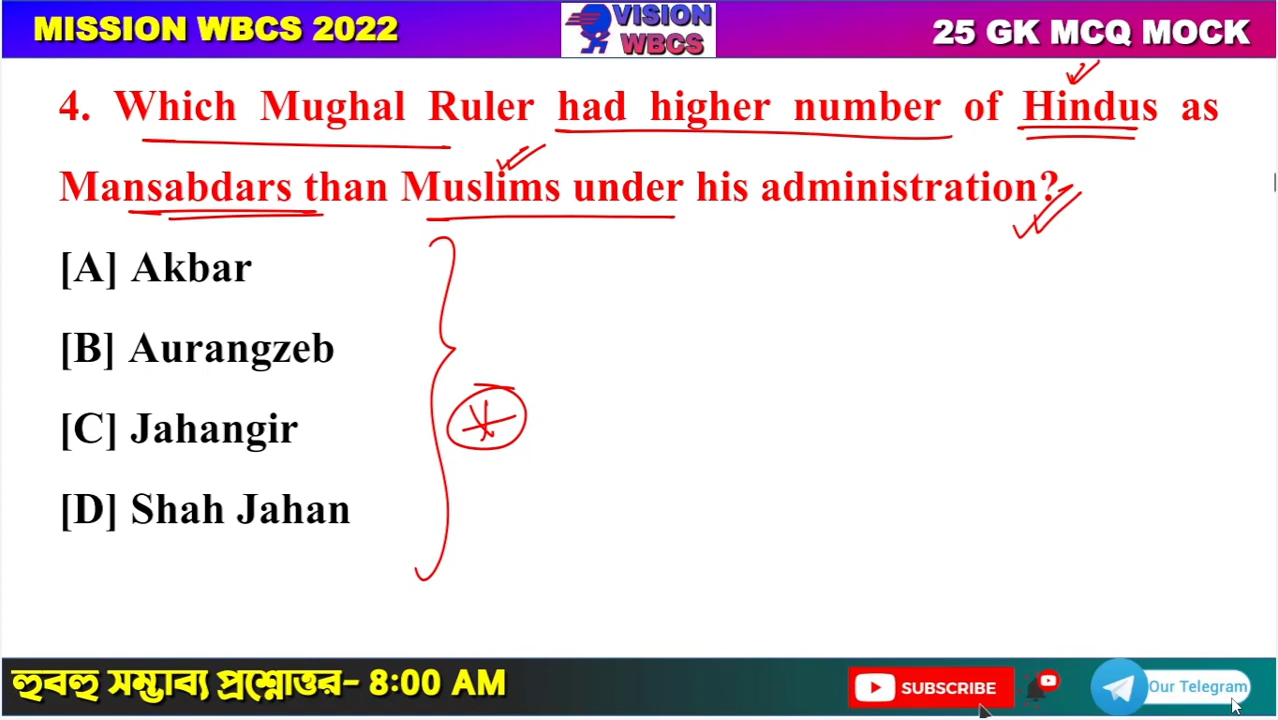 MISSION WBCS 2022
VISION
WBCS
25 GK MCQ MOCK
4. Which Mughal Ruler had higher number of Hindus as
Mansabdars than Muslims under his administration?
[A] Akbar
[B] Aurangzeb
[C] Jahangir
[D] Shah Jahan
হুবহু সম্ভাব্য প্রশ্নোত্তর- 8:00 AM
SUBSCRIBE
Our Telegram